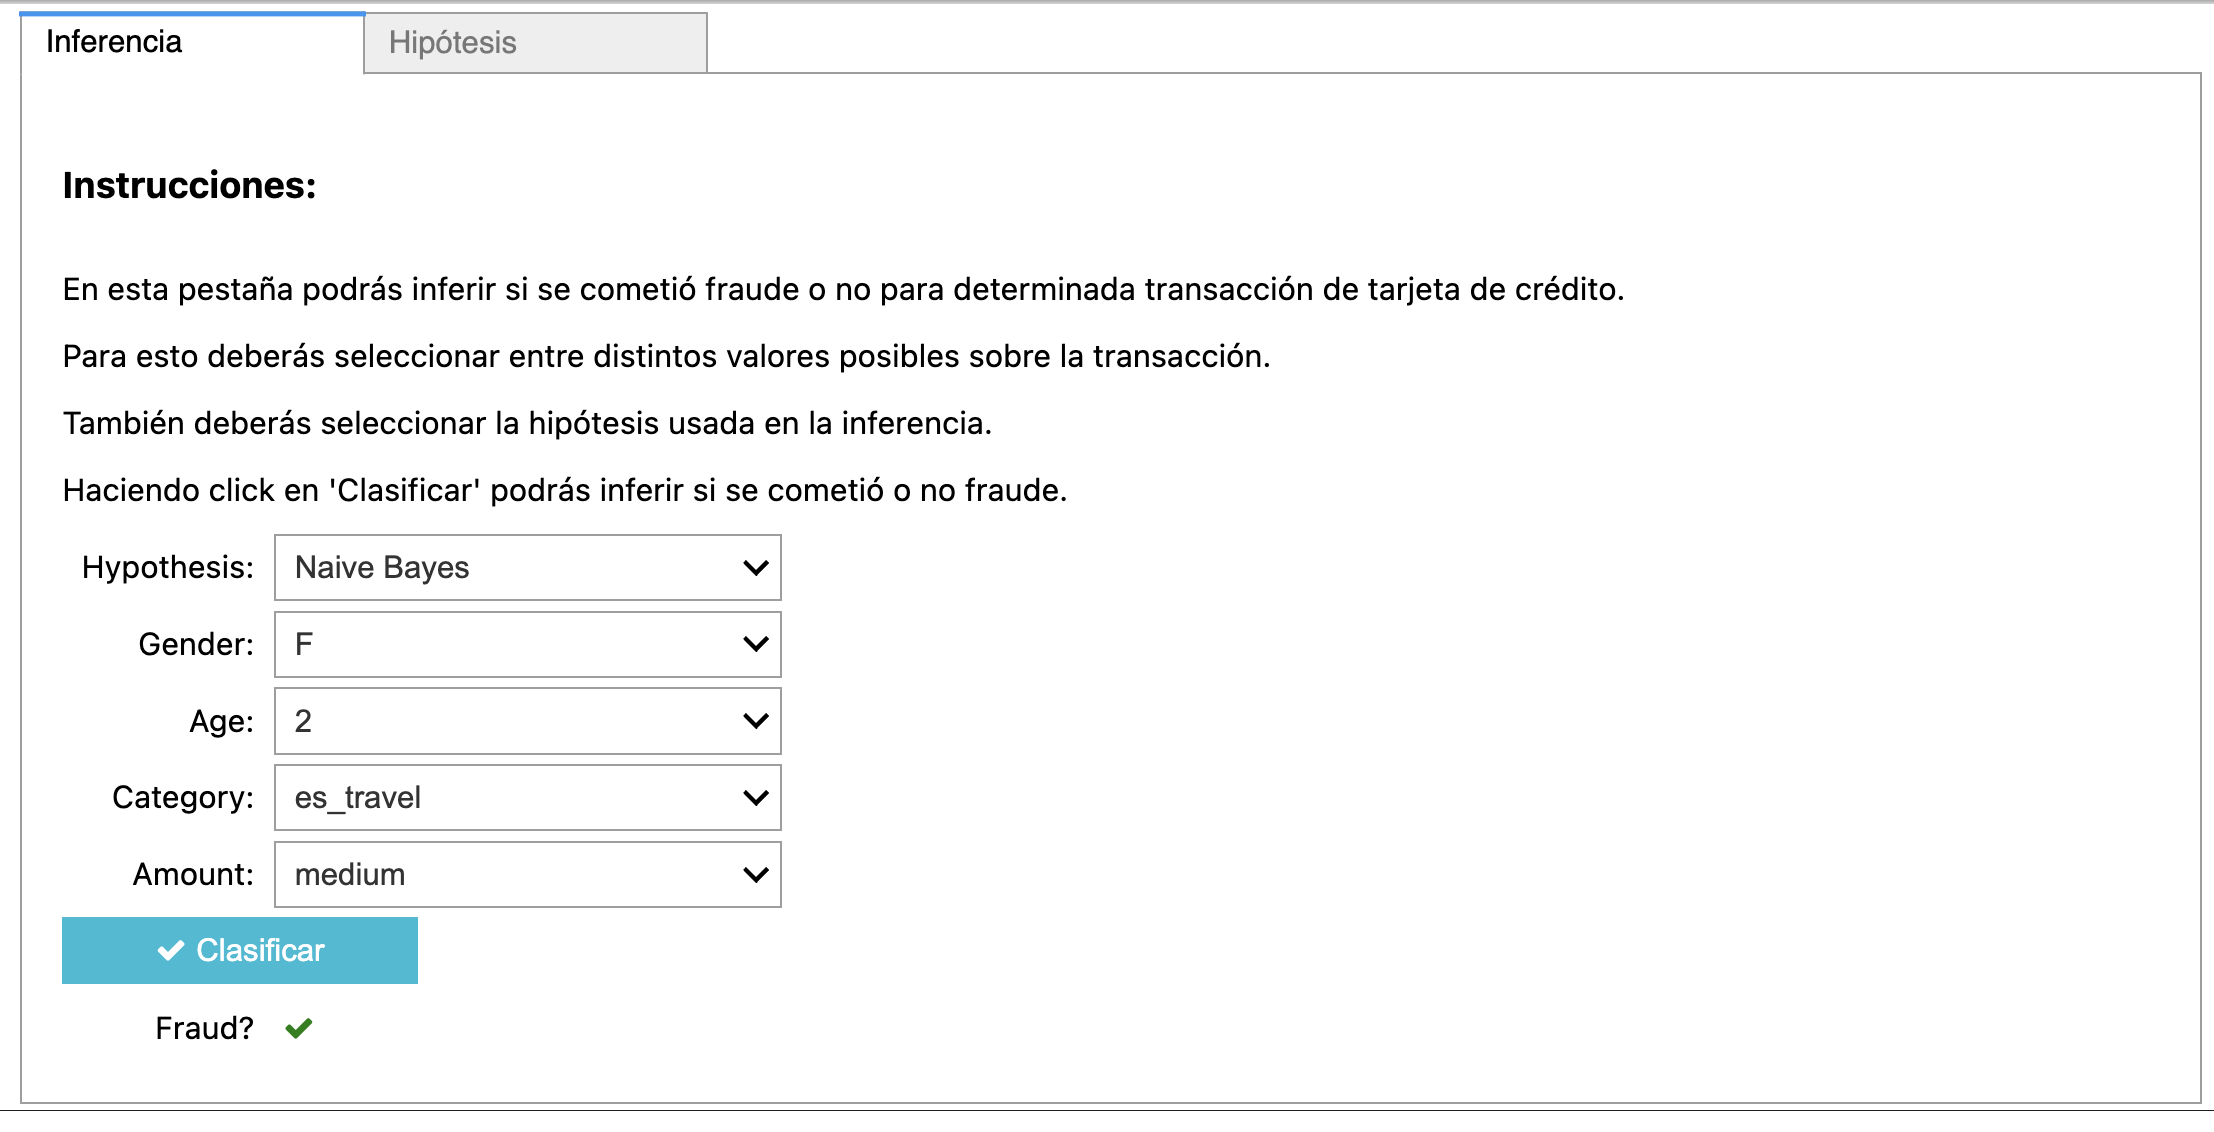 Inferencia
Hipótesis
Instrucciones:
En esta pestaña podrás inferir si se cometió fraude o no para determinada transacción de tarjeta de crédito.
Para esto deberás seleccionar entre distintos valores posibles sobre la transacción.
También deberás seleccionar la hipótesis usada en la inferencia.
Haciendo click en 'Clasificar' podrás inferir si se cometió o no fraude.
Hypothesis: Naive Bayes
Gender: F
Age: 2
Category: es_travel
Amount: medium
Clasificar
Fraud?